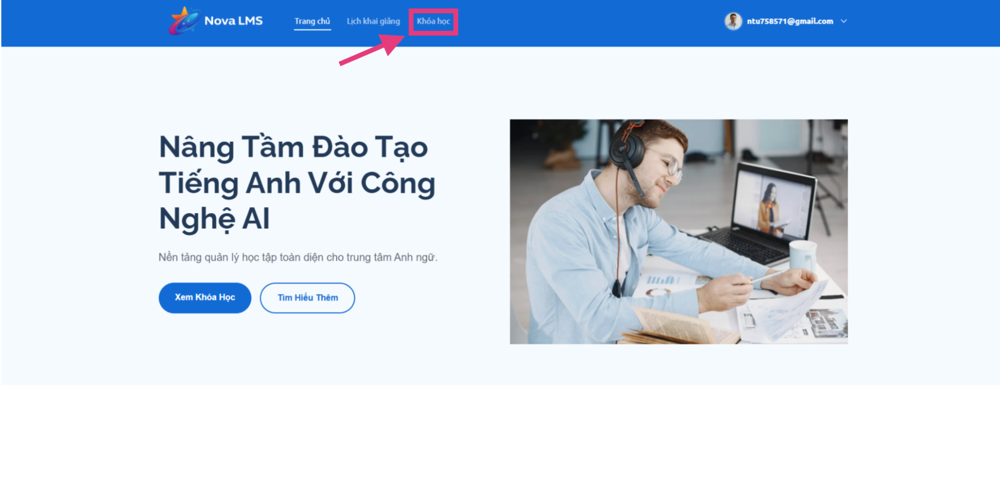 Nova LMS
Trang chủ
Lịch khai giảng
Khóa học
ntu758571@gmail.com
Nâng Tầm Đào Tạo
Tiếng Anh Với Công
Nghệ AI
Nền tảng quản lý học tập toàn diện cho trung tâm Anh ngữ.
Xem Khóa Học
Tìm Hiểu Thêm